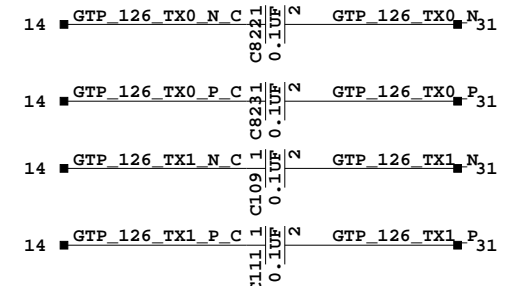 14 GTP_126_TX0_N_C C822 1 0.1UF 2 GTP_126_TX0_N 31
14 GTP_126_TX0_P_C C823 1 0.1UF 2 GTP_126_TX0_P 31
14 GTP_126_TX1_N_C C109 1 0.1UF 2 GTP_126_TX1_N 31
14 GTP_126_TX1_P_C C111 1 0.1UF 2 GTP_126_TX1_P 31